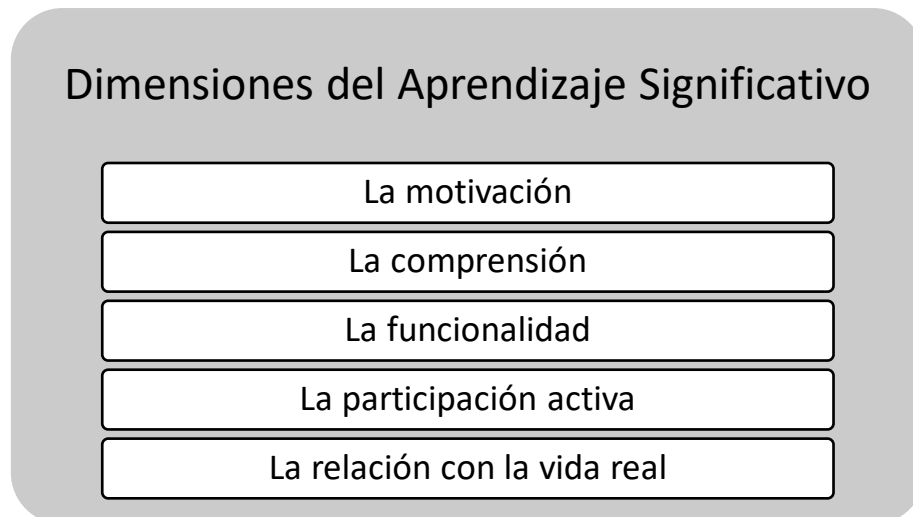 Dimensiones del Aprendizaje Significativo
La motivación
La comprensión
La funcionalidad
La participación activa
La relación con la vida real